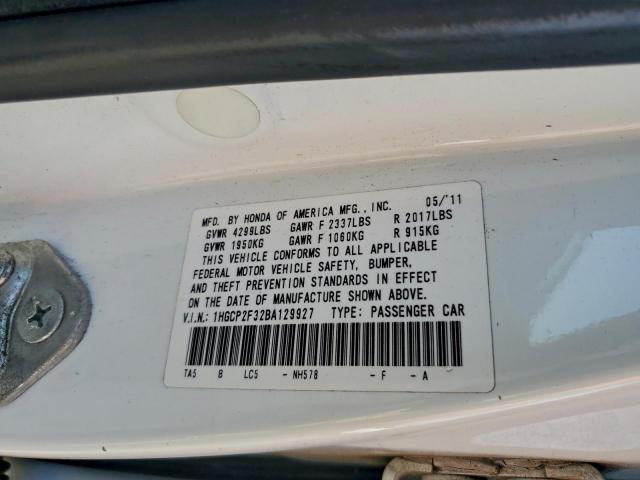 MFD. BY HONDA OF AMERICA MFG., INC. 05/'11
GVWR 4299LBS GAWR F 2337LBS R 2017LBS
GVWR 1950KG GAWR F 1060KG R 915KG
THIS VEHICLE CONFORMS TO ALL APPLICABLE
FEDERAL MOTOR VEHICLE SAFETY, BUMPER,
AND THEFT PREVENTION STANDARDS IN EFFECT
ON THE DATE OF MANUFACTURE SHOWN ABOVE.
V.I.N.: 1HGCP2F32BA129927 TYPE: PASSENGER CAR
TA5 B LC5 - NH578 - F - A